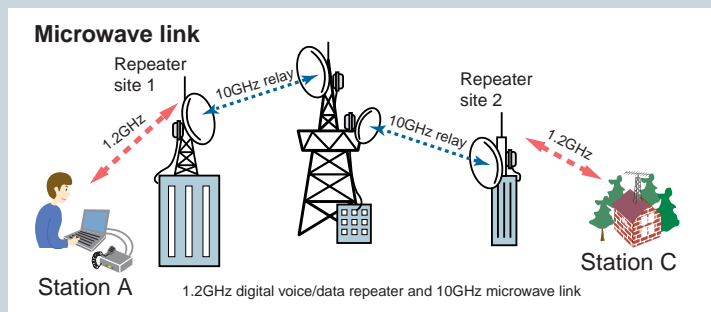 Microwave link
Repeater
site 1
10GHz relay
1.2GHz
10GHz relay
Repeater
site 2
1.2GHz
Station A
Station C
1.2GHz digital voice/data repeater and 10GHz microwave link